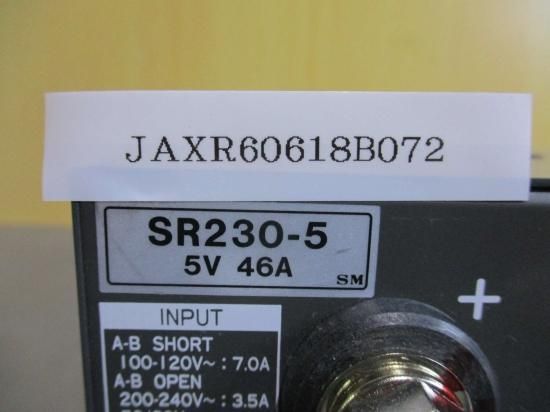 JAXR60618B072
SR230-5
5V 46A
SM
+
INPUT
A-B SHORT
100-120V~: 7.0A
A-B OPEN
200-240V~: 3.5A